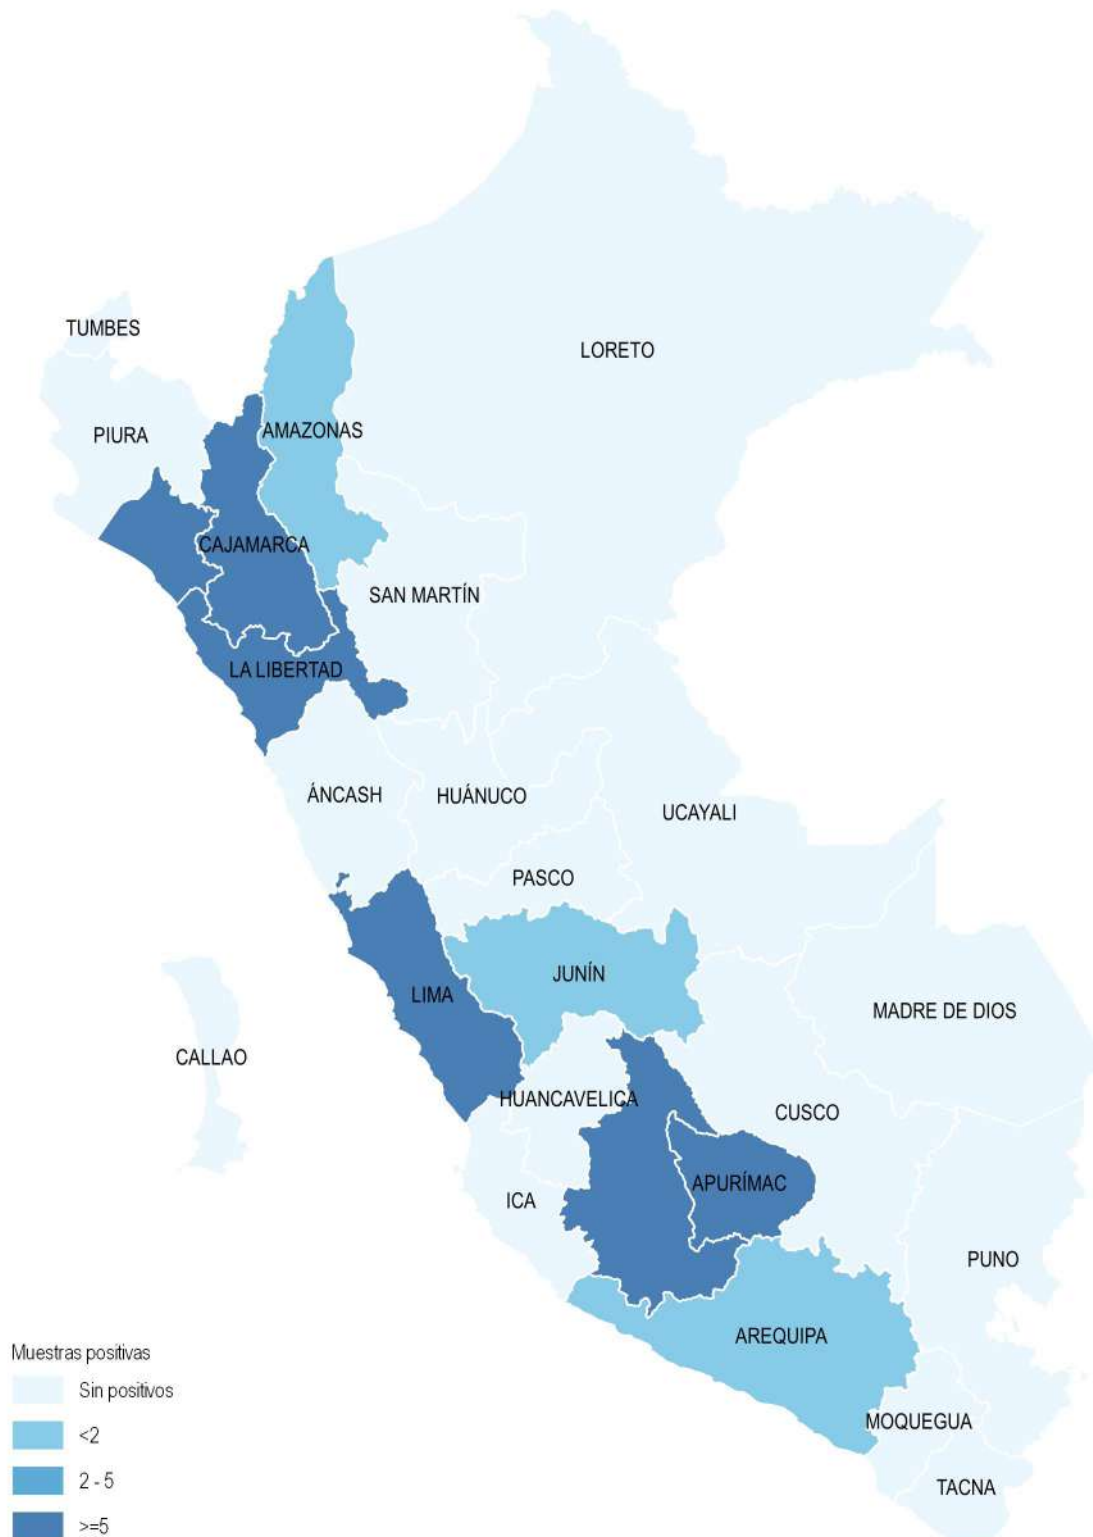 TUMBES
LORETO
PIURA
AMAZONAS
CAJAMARCA
SAN MARTÍN
LA LIBERTAD
ÁNCASH
HUÁNUCO
UCAYALI
PASCO
JUNÍN
LIMA
MADRE DE DIOS
CALLAO
HUANCAVELICA
CUSCO
APURÍMAC
ICA
PUNO
AREQUIPA
MOQUEGUA
TACNA
Muestras positivas
Sin positivos
<2
2 - 5
>=5